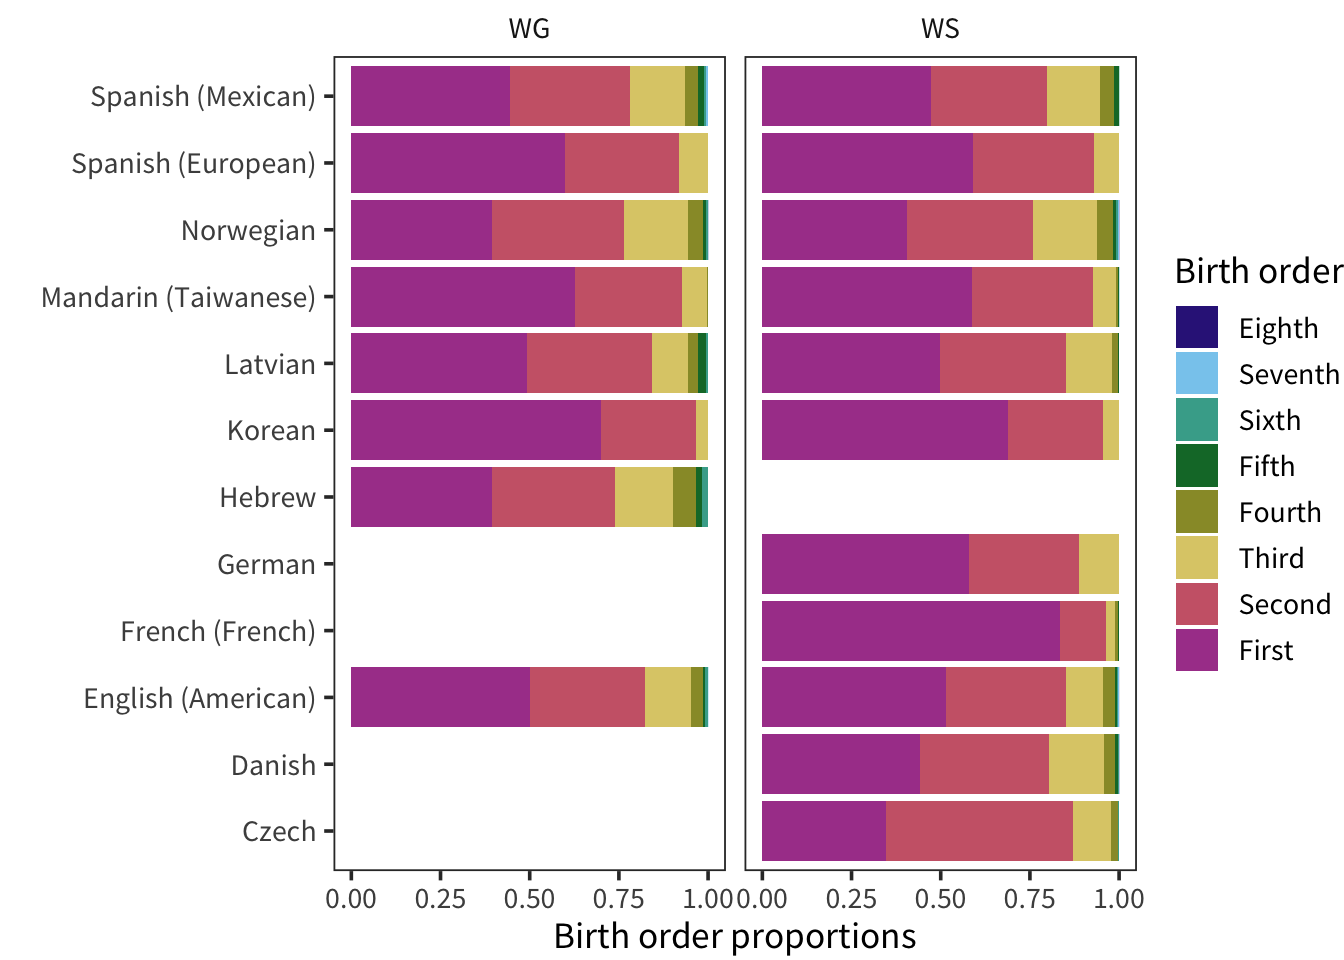 WG
WS
Spanish (Mexican)
Spanish (European)
Norwegian
Mandarin (Taiwanese)
Latvian
Korean
Hebrew
German
French (French)
English (American)
Danish
Czech
0.00 0.25 0.50 0.75 1.00
0.00 0.25 0.50 0.75 1.00
Birth order proportions
Birth order
Eighth
Seventh
Sixth
Fifth
Fourth
Third
Second
First